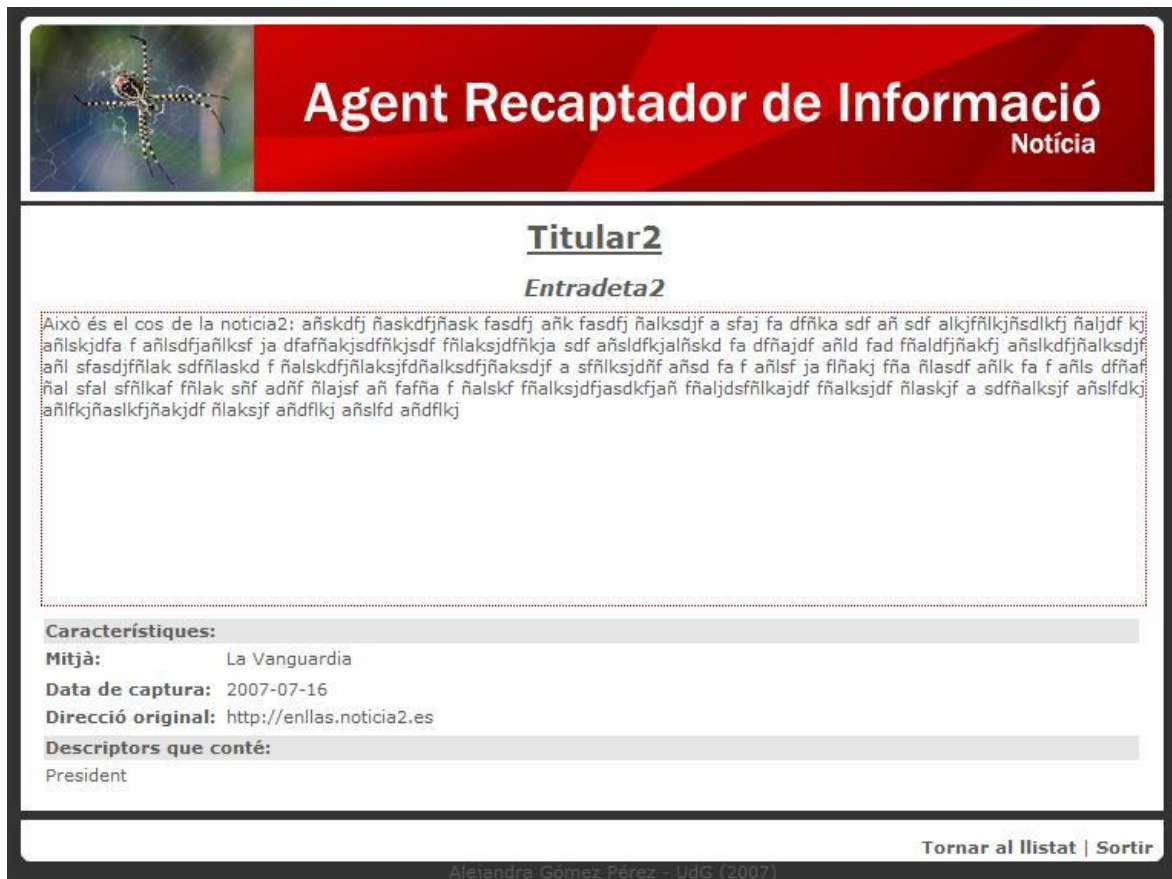 Agent Recaptador de Informació
Notícia
Titular2
Entradeta2
Això és el cos de la noticia2: añskdfj ñaskdfjñask fasdfj añk fasdfj ñalksdjf a sfaj fa dfñka sdf añ sdf alkjfñlkjñsdlkfj ñaljdf kj
añlskjdfa f añlsdfjañlksf ja dfafñakjsdfñkjsdf fñlaksjdfñkja sdf añsldfkjalñskd fa dfñajdf añld fad fñaldfjñakfj añslkdfjñalksdjf
añl sfasdjfñlak sdfñlaskd f ñalskdfjñlaksjfdñalksdfjñaksdjf a sfñlksjdñf añsd fa f añlsf ja flñakj fña ñlasdf añlk fa f añls dfñaf
ñal sfal sfñlkaf fñlak sñf adñf ñlajsf añ fafña f ñalskf fñalksjdfjasdkfjañ fñaljdsfñlkajdf fñalksjdf ñlaskjf a sdfñalksjf añslfdkj
añlfkjñaslkfjñakjdf ñlaksjf añdflkj añslfd añdflkj
Característiques:
Mitjà: La Vanguardia
Data de captura: 2007-07-16
Direcció original: http://enllas.noticia2.es
Descriptors que conté:
President
Tornar al llistat | Sortir
Alejandra Gómez Pérez - UdG (2007)